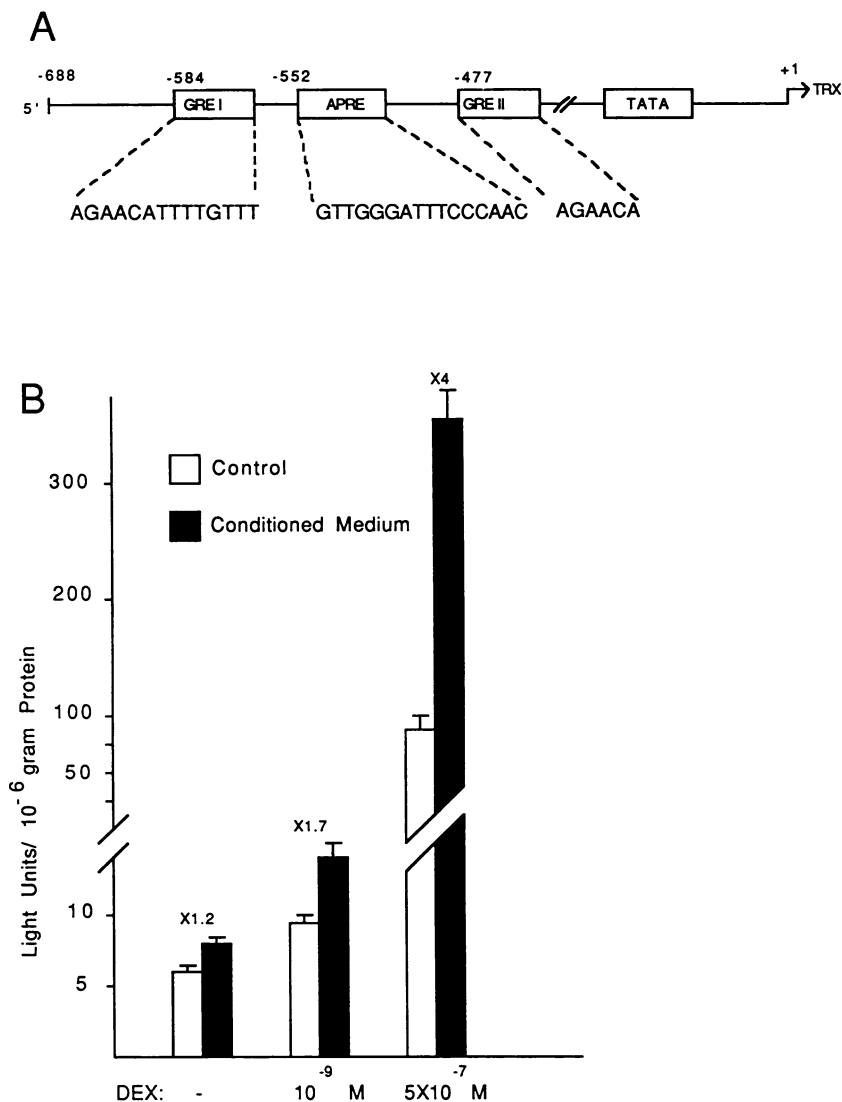 A
-688
-584
-552
-477
+1
5'
GRE I
APRE
GRE II
TATA
TRX
AGAACATTTTGTTT
GTTGGGATTTCCCAAC
AGAACA
B
X4
Control
300
Conditioned Medium
200
100
50
X1.7
10
X1.2
5
Light Units/ 10-6 gram Protein
DEX: - 10-9 M 5X10-7 M